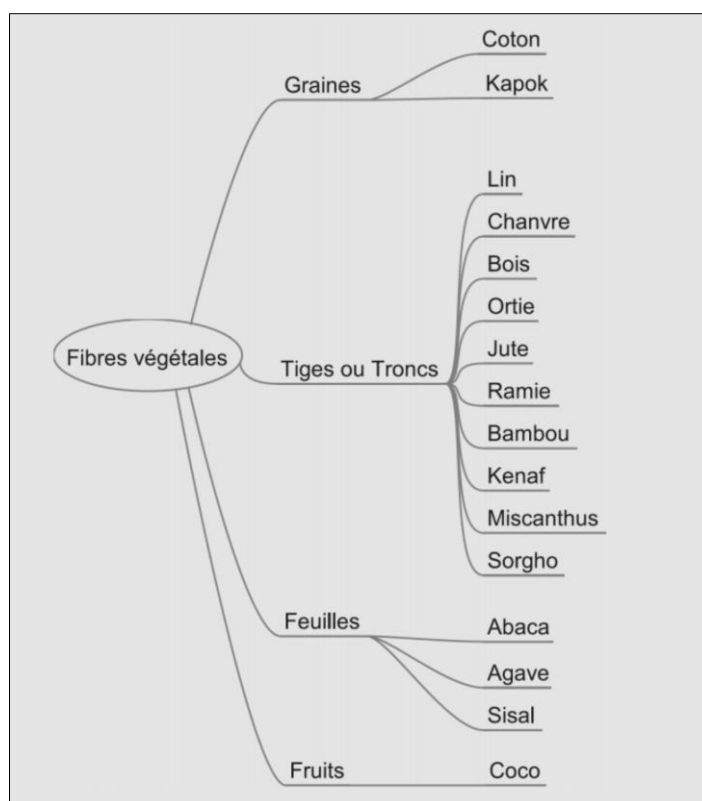 Fibres végétales
Graines
Coton
Kapok
Tiges ou Troncs
Lin
Chanvre
Bois
Ortie
Jute
Ramie
Bambou
Kenaf
Miscanthus
Sorgho
Feuilles
Abaca
Agave
Sisal
Fruits
Coco